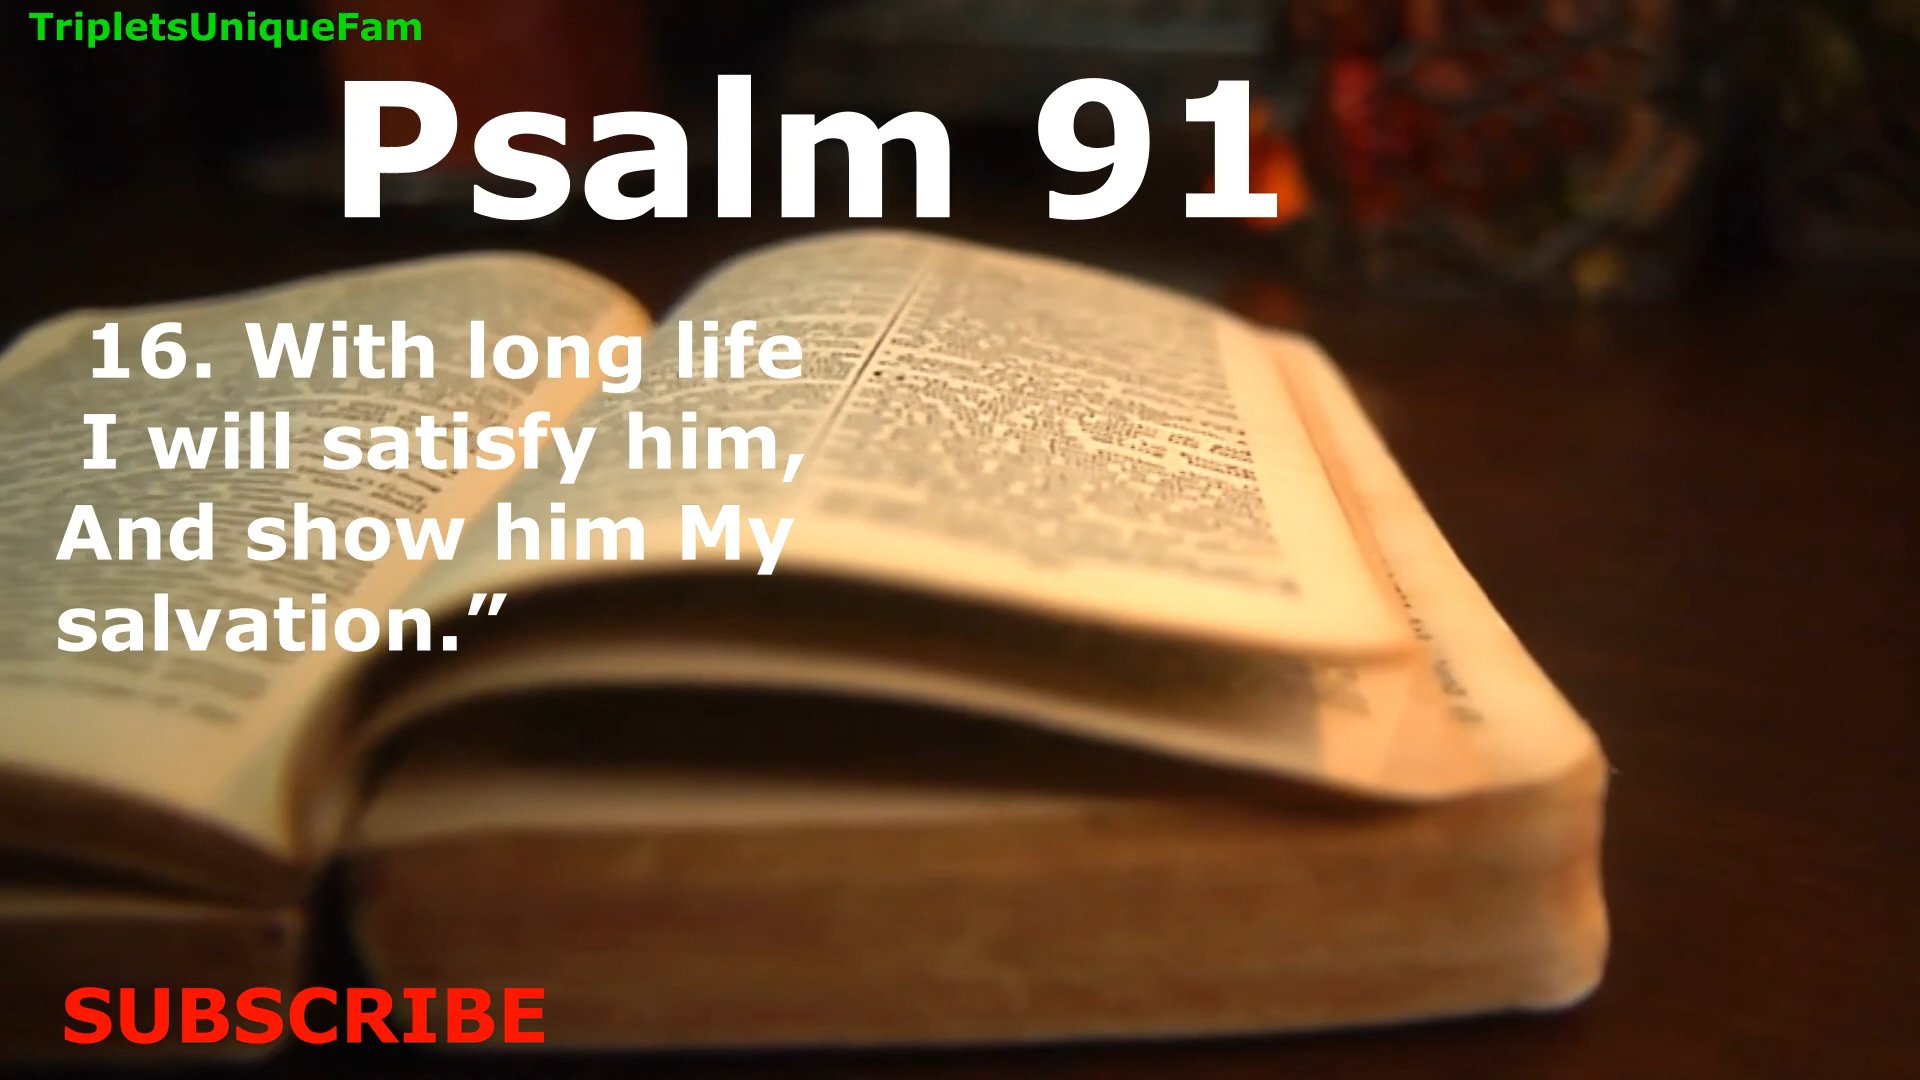 TripletsUniqueFam
Psalm 91
16. With long life
I will satisfy him,
And show him My
salvation.”
SUBSCRIBE